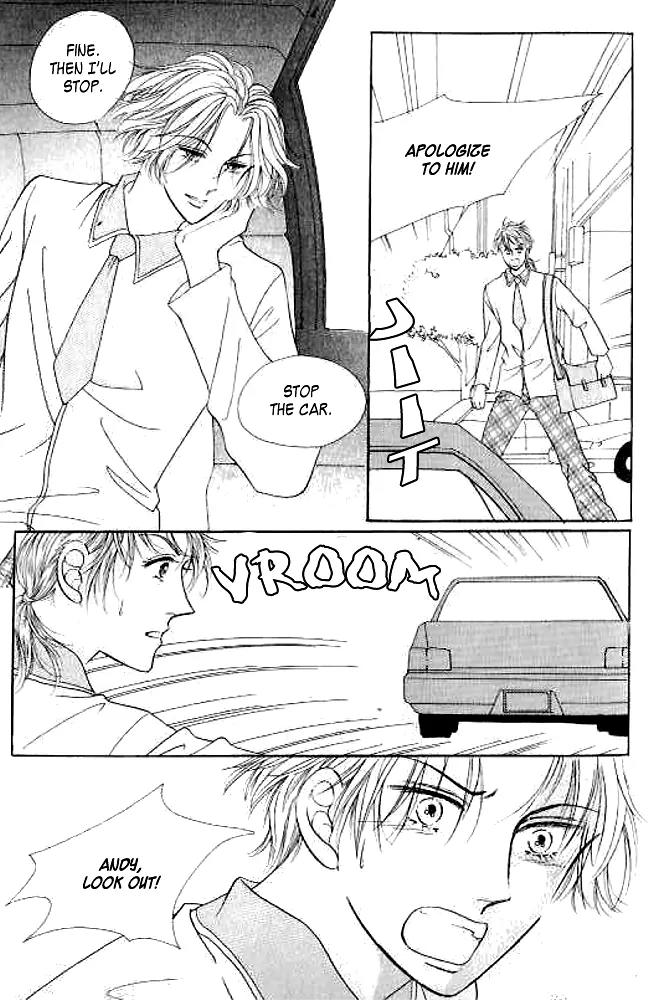 FINE.
THEN I'LL
STOP.
STOP
THE CAR.
APOLOGIZE
TO HIM!
JIIT
VROOM
ANDY,
LOOK OUT!